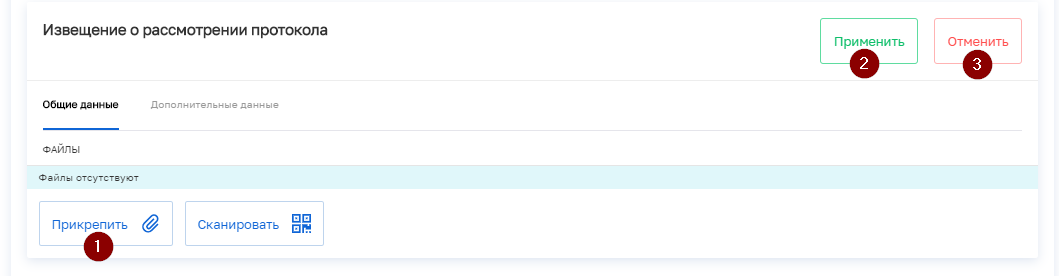 Извещение о рассмотрении протокола
Применить
Отменить
2
3
Общие данные
Дополнительные данные
ФАЙЛЫ
Файлы отсутствуют
Прикрепить
Сканировать
1